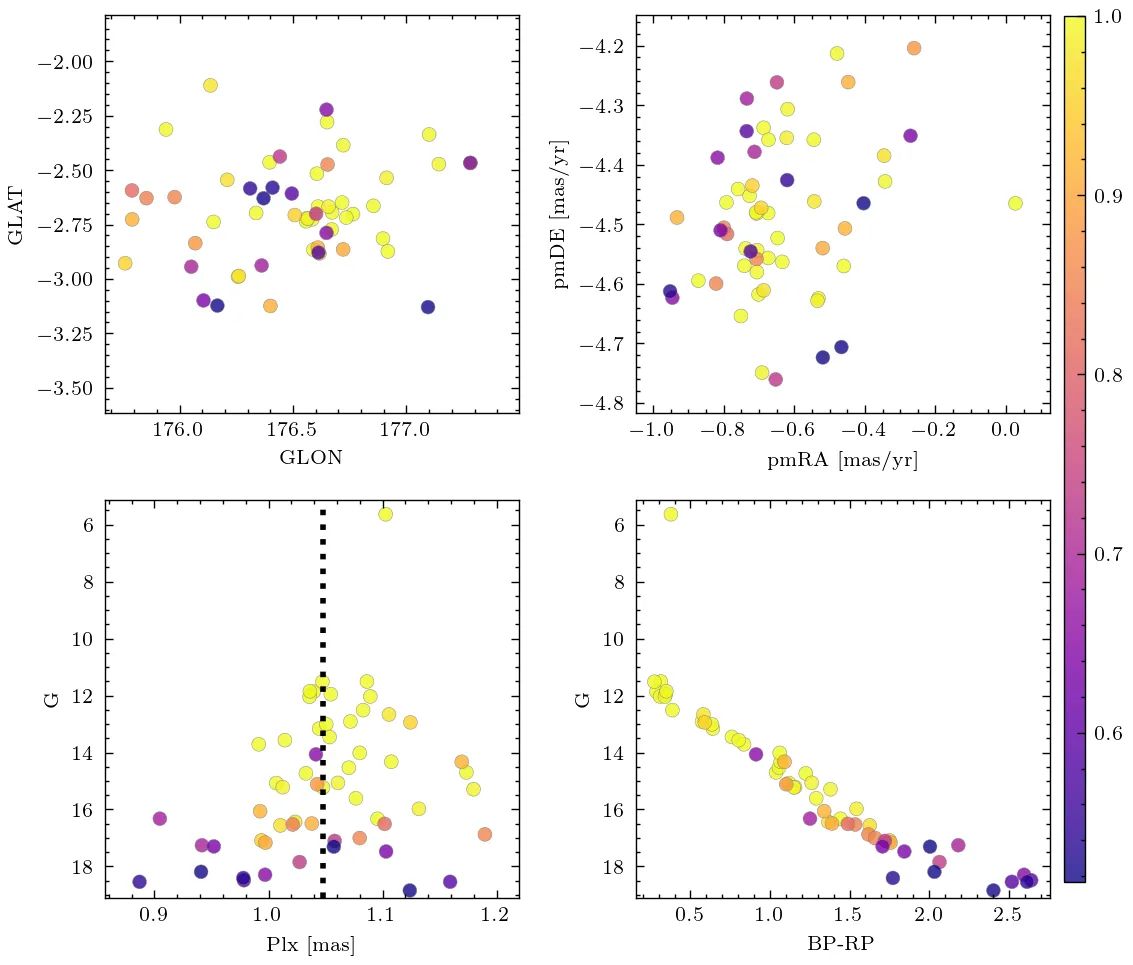 −2.00
−2.25
−2.50
−2.75
−3.00
−3.25
−3.50
GLAT
176.0 176.5 177.0
GLON
−4.2
−4.3
−4.4
−4.5
−4.6
−4.7
−4.8
pmDE [mas/yr]
−1.0 −0.8 −0.6 −0.4 −0.2 0.0
pmRA [mas/yr]
6
8
10
12
14
16
18
G
0.9 1.0 1.1 1.2
Plx [mas]
6
8
10
12
14
16
18
G
0.5 1.0 1.5 2.0 2.5
BP-RP
1.0
0.9
0.8
0.7
0.6